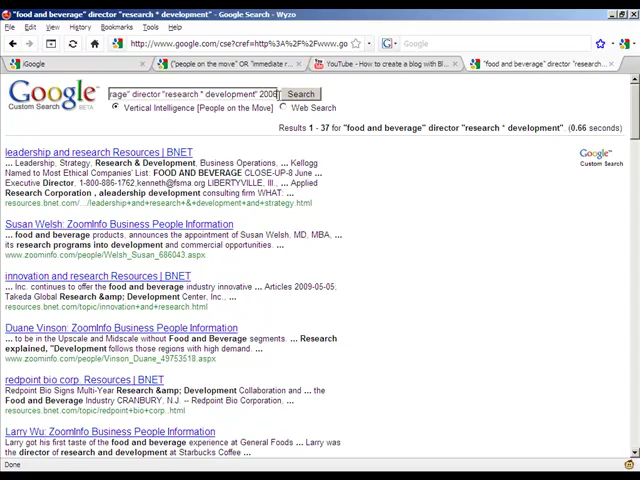 "food and beverage" director "research * development" - Google Search - Wyzo
File Edit View History Bookmarks Tools Help
http://www.google.com/cse?cref=http%3A%2F%2Fwww.go
Google
iGoogle
("people on the move" OR "immediate r...
YouTube - How to create a blog with Bl...
"food and beverage" director "researc...
Google
Custom Search BETA
rage" director "research * development" 2006
Search
Vertical Intelligence [People on the Move] Web Search
Results 1 - 37 for "food and beverage" director "research * development". (0.66 seconds)
Google™
Custom Search
leadership and research Resources | BNET
... Leadership, Strategy, Research & Development, Business Operations, ... Kellogg
Named to Most Ethical Companies' List: FOOD AND BEVERAGE CLOSE-UP-8 June ...
Executive Director, 1-800-886-1762,kenneth@fsma.org LIBERTYVILLE, Ill., ... Applied
Research Corporation , aleadership development consulting firm WHAT: ...
resources.bnet.com/.../leadership+and+research+&+development+and+strategy.html
Susan Welsh: ZoomInfo Business People Information
... food and beverage products, announces the appointment of Susan Welsh, MD, MBA, ...
its research programs into development and commercial opportunities. ...
www.zoominfo.com/people/Welsh_Susan_686043.aspx
innovation and research Resources | BNET
... Inc. continues to offer the food and beverage industry innovative ... Articles 2009-05-05;
Takeda Global Research &amp; Development Center, Inc., ...
resources.bnet.com/topic/innovation+and+research.html
Duane Vinson: ZoomInfo Business People Information
... to be in the Upscale and Midscale without Food and Beverage segments. ... Research
explained, "Development follows those regions with high demand. ...
www.zoominfo.com/people/Vinson_Duane_49753518.aspx
redpoint bio corp. Resources | BNET
Redpoint Bio Signs Multi-Year Research &amp; Development Collaboration and ... the
Food and Beverage Industry CRANBURY, N.J. -- Redpoint Bio Corporation, ...
resources.bnet.com/topic/redpoint+bio+corp..html
Larry Wu: ZoomInfo Business People Information
Larry got his first taste of the food and beverage experience at General Foods ... Larry was
the director of research and development at Starbucks Coffee ...
Done